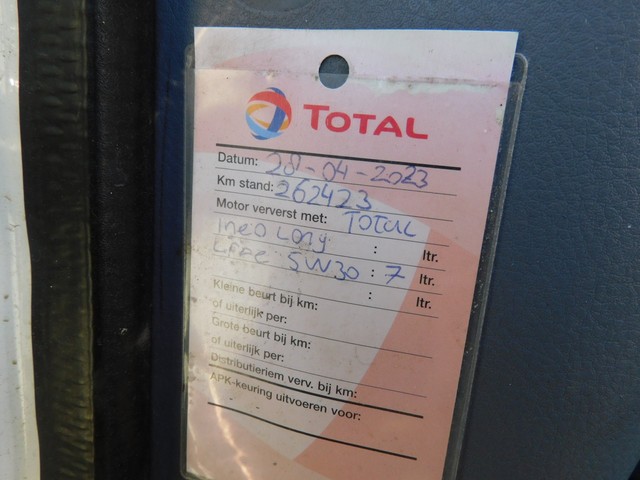 TOTAL
Datum: 28-04-2023
Km stand: 262423
Motor ververst met: TOTAL
Ineo Long : ltr.
Life 5W30 : 7 ltr.
: ltr.
Kleine beurt bij km:
of uiterlijk per:
Grote beurt bij km:
of uiterlijk per:
Distributieriem verv. bij km:
APK-keuring uitvoeren voor: